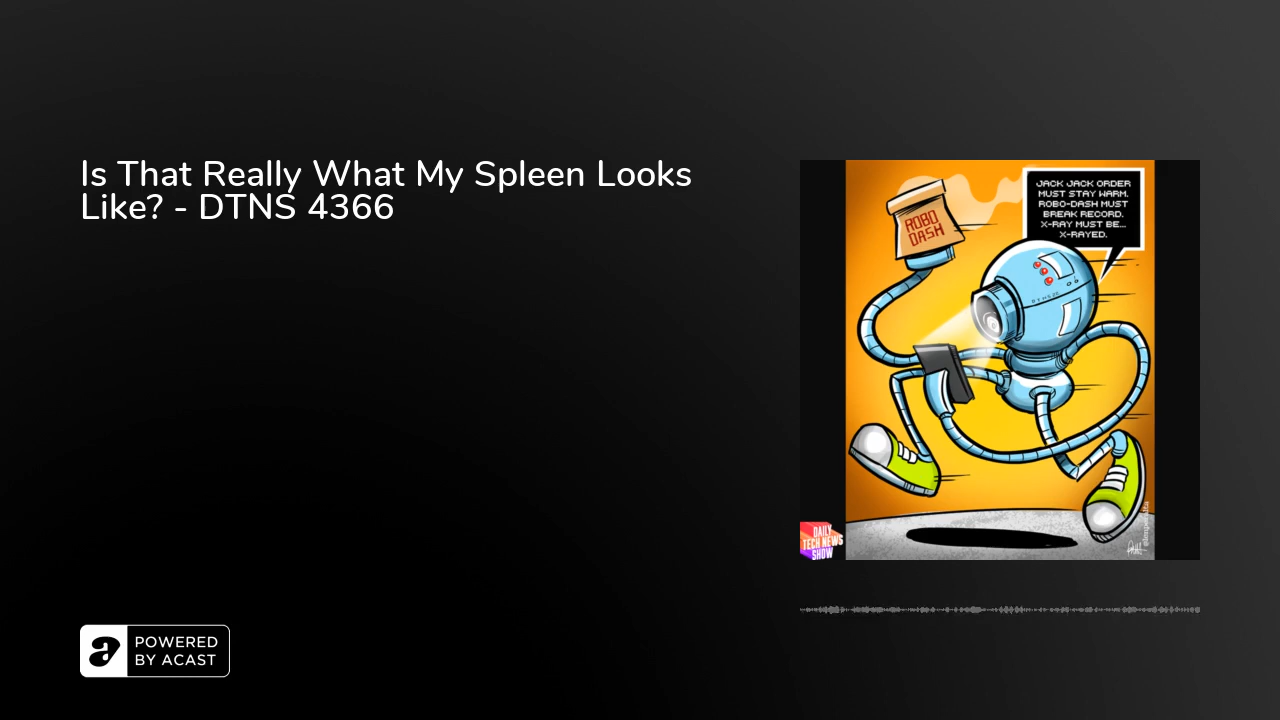 Is That Really What My Spleen Looks
Like? - DTNS 4366
JACK JACK ORDER
MUST STAY WARM.
ROBO-DASH MUST
BREAK RECORD.
X-RAY MUST BE...
X-RAYED.
ROBO
DASH
DAILY
TECH NEWS
SHOW
POWERED
BY ACAST